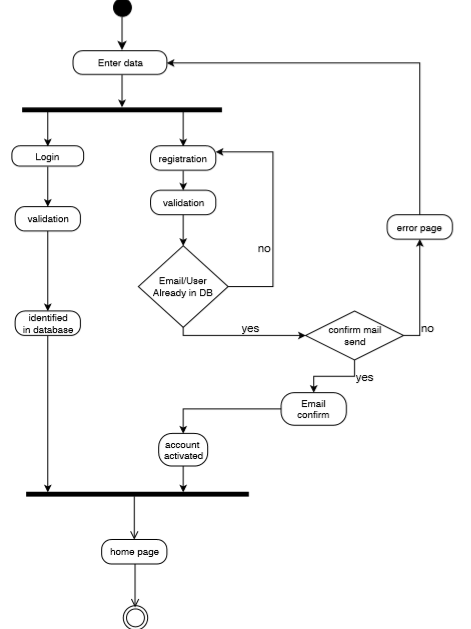 Enter data
Login
registration
validation
validation
no
error page
Email/User
Already in DB
identified
in database
yes
confirm mail
send
no
yes
Email
confirm
account
activated
home page